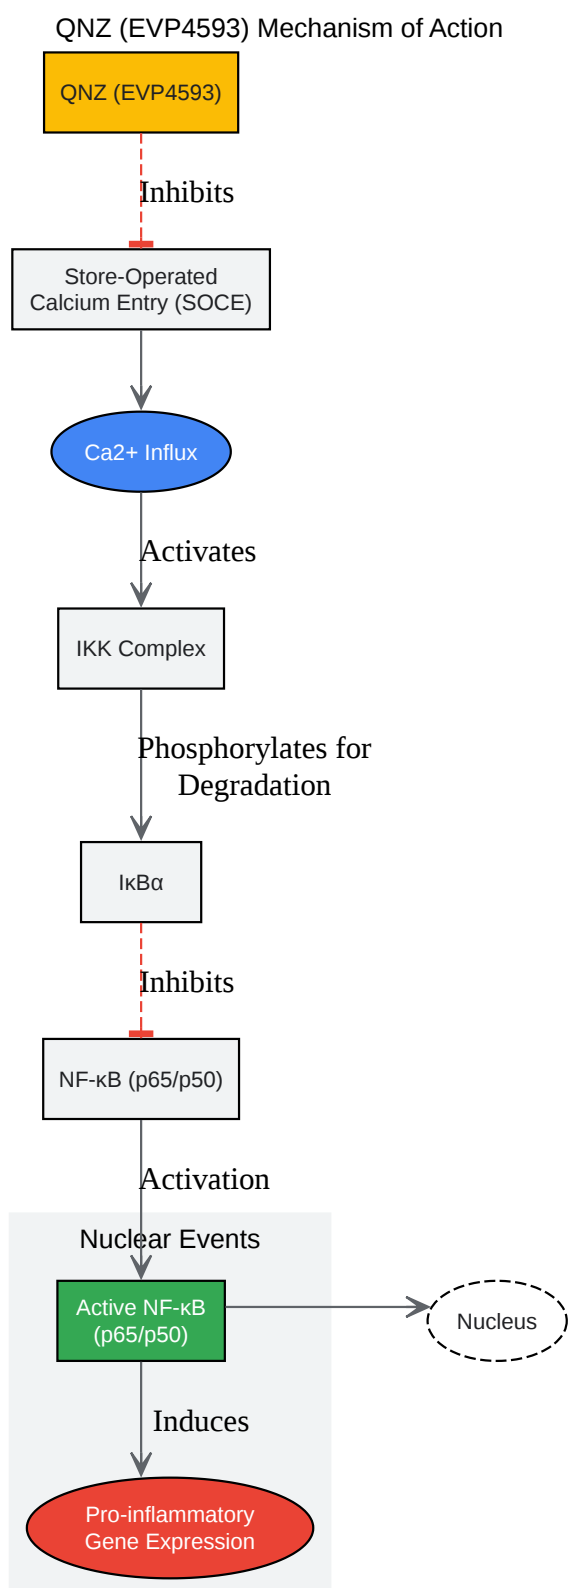 QNZ (EVP4593) Mechanism of Action
QNZ (EVP4593)
Inhibits
Store-Operated
Calcium Entry (SOCE)
Ca2+ Influx
Activates
IKK Complex
Phosphorylates for
Degradation
IκBα
Inhibits
NF-κB (p65/p50)
Activation
Nuclear Events
Active NF-κB
(p65/p50)
Nucleus
Induces
Pro-inflammatory
Gene Expression